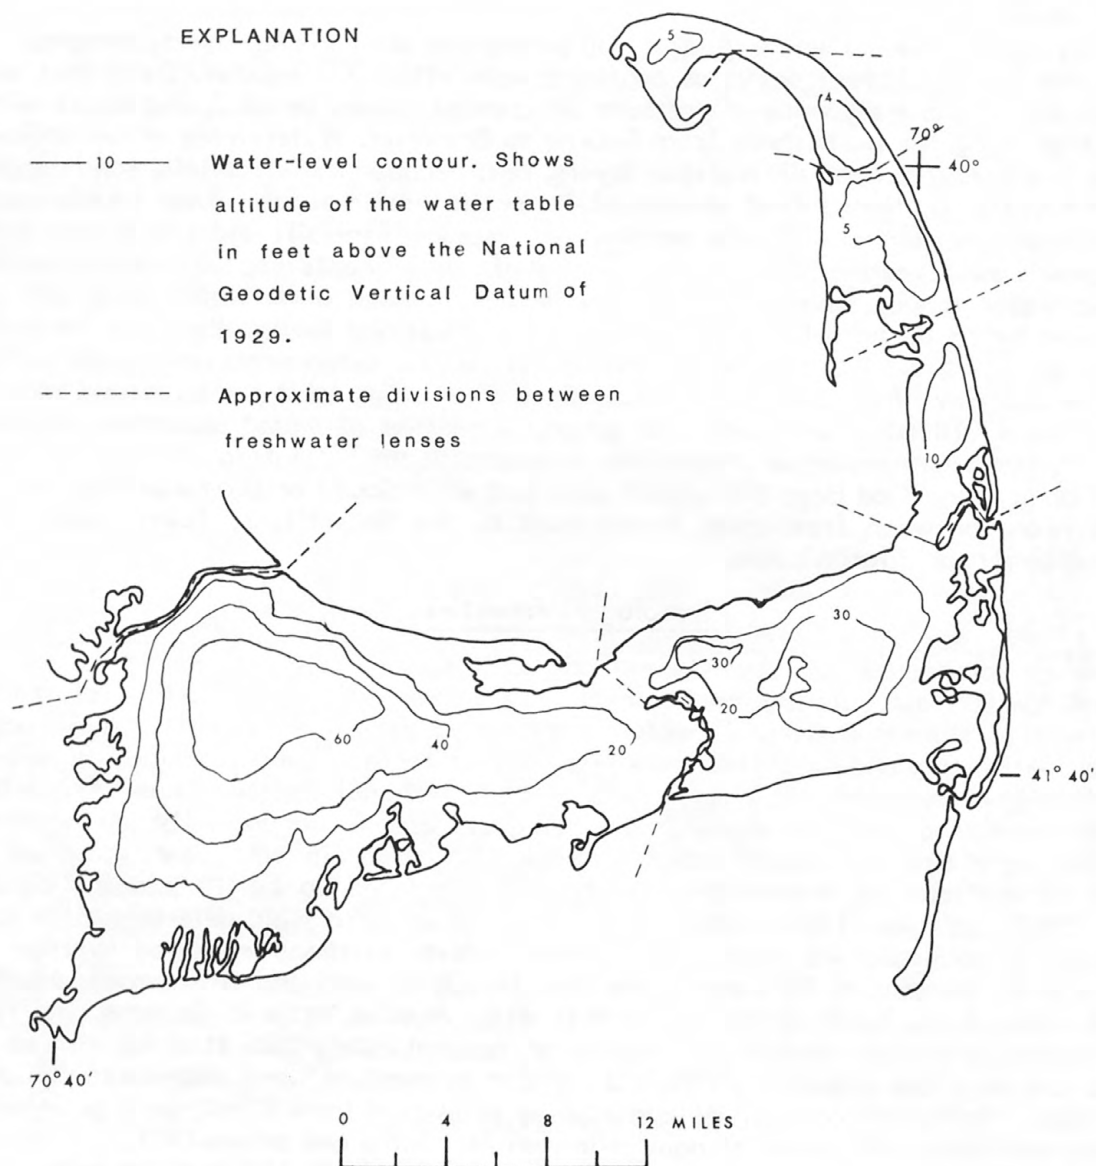 EXPLANATION
10 Water-level contour. Shows
altitude of the water table
in feet above the National
Geodetic Vertical Datum of
1929.
Approximate divisions between
freshwater lenses
5
4
70°
40°
5
10
30
30
20
60
40
20
41° 40'
70° 40'
0 4 8 12 MILES